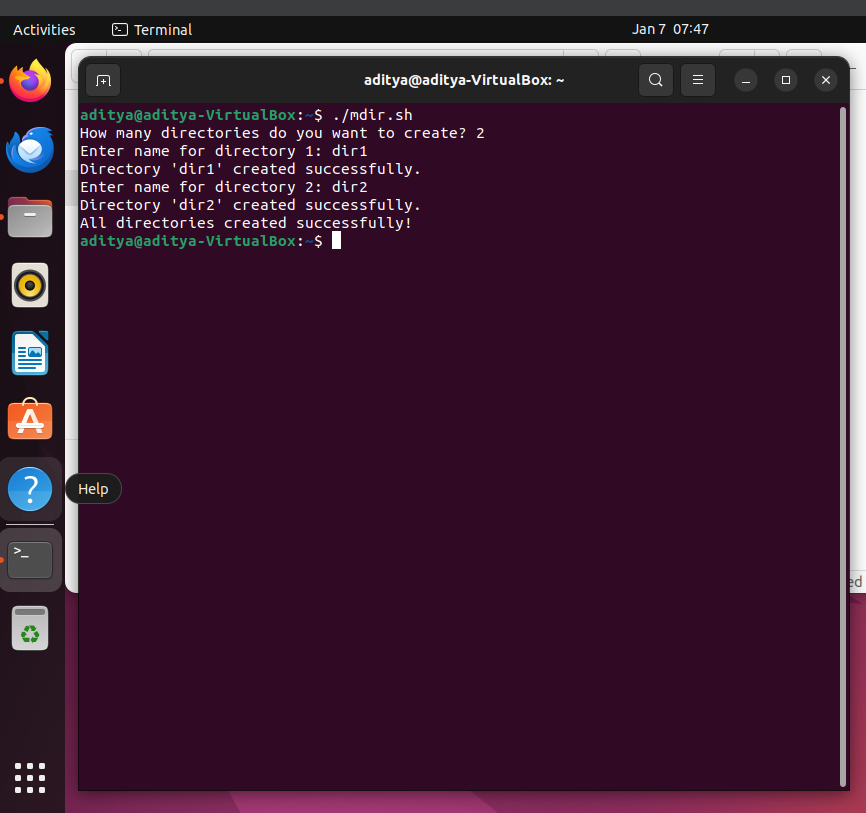 Activities
Terminal
Jan 7 07:47
aditya@aditya-VirtualBox: ~
aditya@aditya-VirtualBox:~$ ./mdir.sh
How many directories do you want to create? 2
Enter name for directory 1: dir1
Directory 'dir1' created successfully.
Enter name for directory 2: dir2
Directory 'dir2' created successfully.
All directories created successfully!
aditya@aditya-VirtualBox:~$
Help
ed